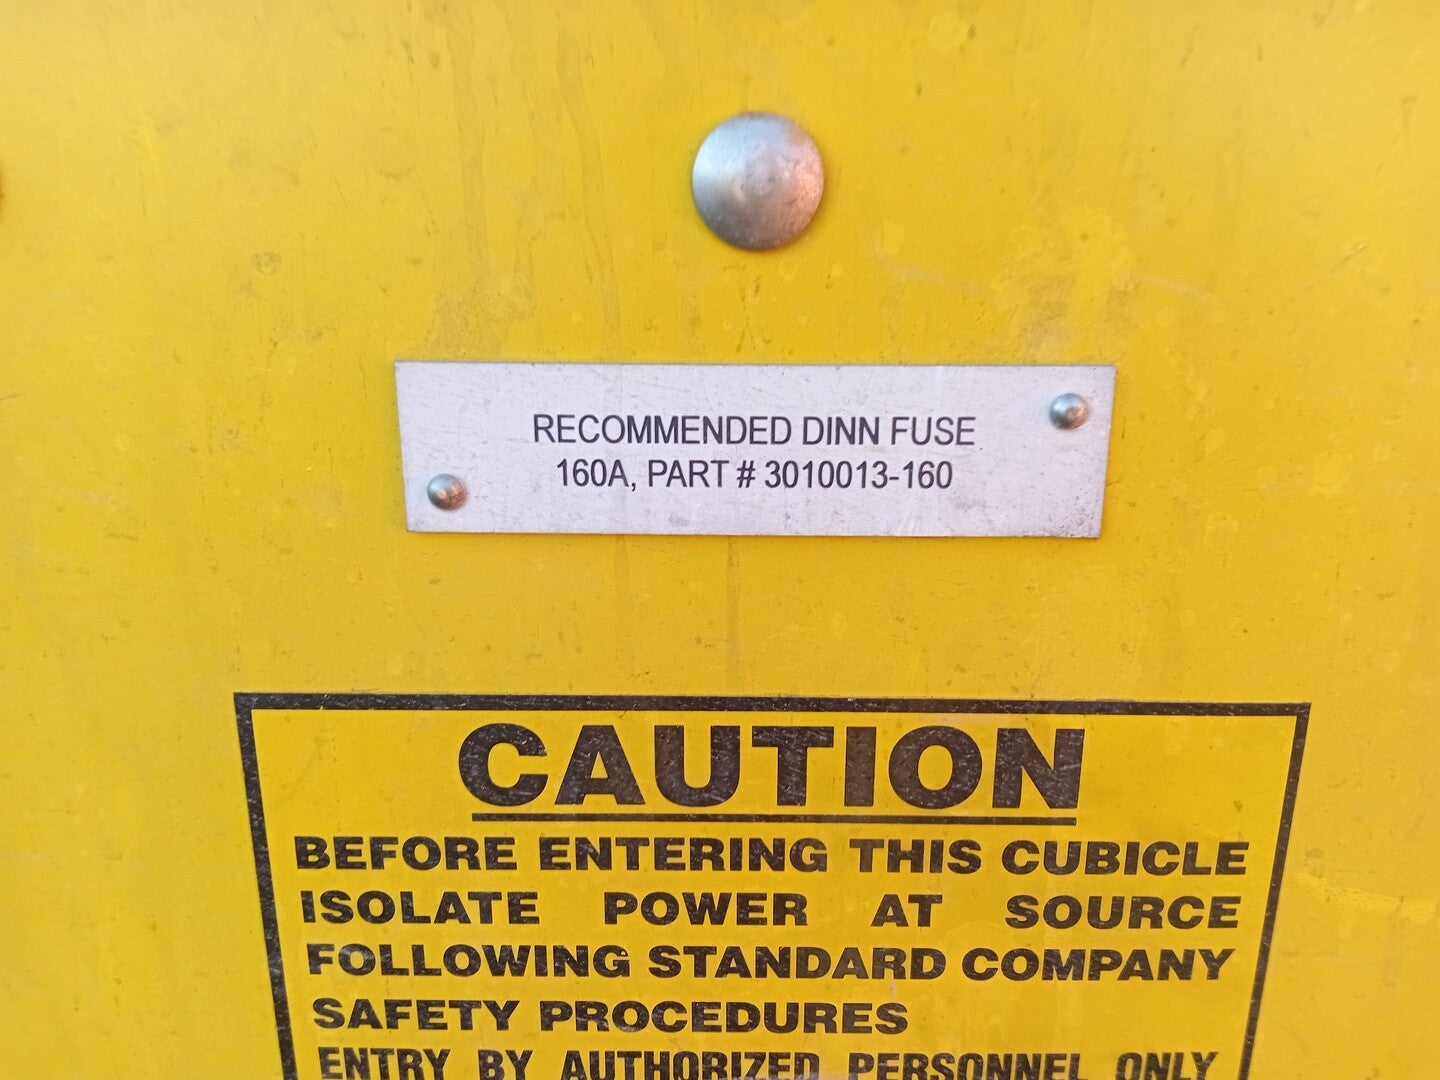 RECOMMENDED DINN FUSE
160A, PART # 3010013-160
CAUTION
BEFORE ENTERING THIS CUBICLE
ISOLATE POWER AT SOURCE
FOLLOWING STANDARD COMPANY
SAFETY PROCEDURES
ENTRY BY AUTHORIZED PERSONNEL ONLY